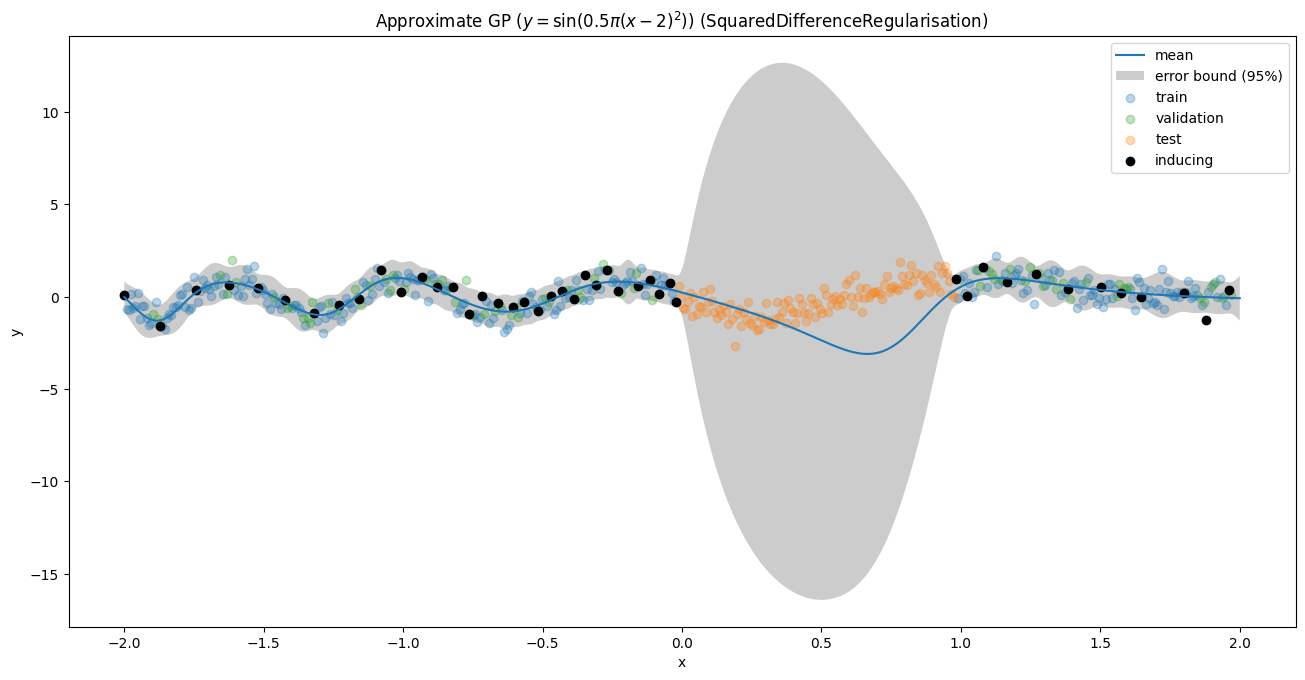 Approximate GP (y = sin(0.5π(x − 2)²)) (SquaredDifferenceRegularisation)
mean
error bound (95%)
train
validation
test
inducing
10
5
0
−5
−10
−15
y
−2.0 −1.5 −1.0 −0.5 0.0 0.5 1.0 1.5 2.0
x